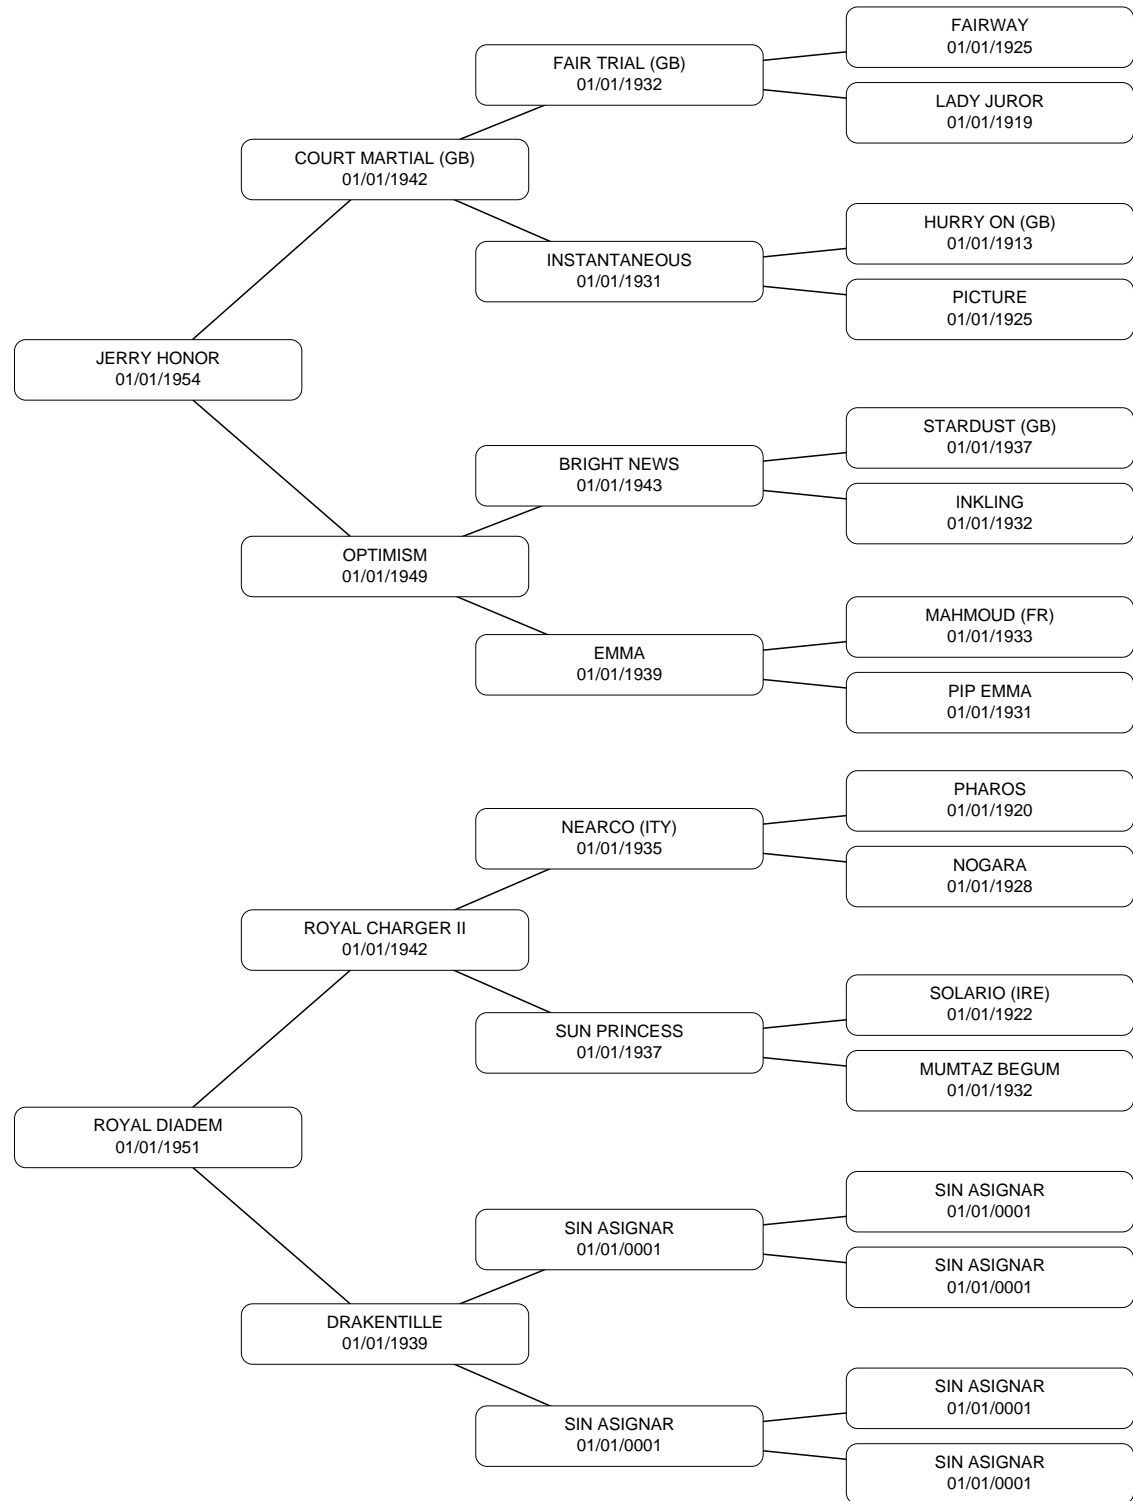 FAIRWAY
01/01/1925
FAIR TRIAL (GB)
01/01/1932
LADY JUROR
01/01/1919
COURT MARTIAL (GB)
01/01/1942
HURRY ON (GB)
01/01/1913
INSTANTANEOUS
01/01/1931
PICTURE
01/01/1925
JERRY HONOR
01/01/1954
STARDUST (GB)
01/01/1937
BRIGHT NEWS
01/01/1943
INKLING
01/01/1932
OPTIMISM
01/01/1949
MAHMOUD (FR)
01/01/1933
EMMA
01/01/1939
PIP EMMA
01/01/1931
PHAROS
01/01/1920
NEARCO (ITY)
01/01/1935
NOGARA
01/01/1928
ROYAL CHARGER II
01/01/1942
SOLARIO (IRE)
01/01/1922
SUN PRINCESS
01/01/1937
MUMTAZ BEGUM
01/01/1932
ROYAL DIADEM
01/01/1951
SIN ASIGNAR
01/01/0001
SIN ASIGNAR
01/01/0001
SIN ASIGNAR
01/01/0001
DRAKENTILLE
01/01/1939
SIN ASIGNAR
01/01/0001
SIN ASIGNAR
01/01/0001
SIN ASIGNAR
01/01/0001